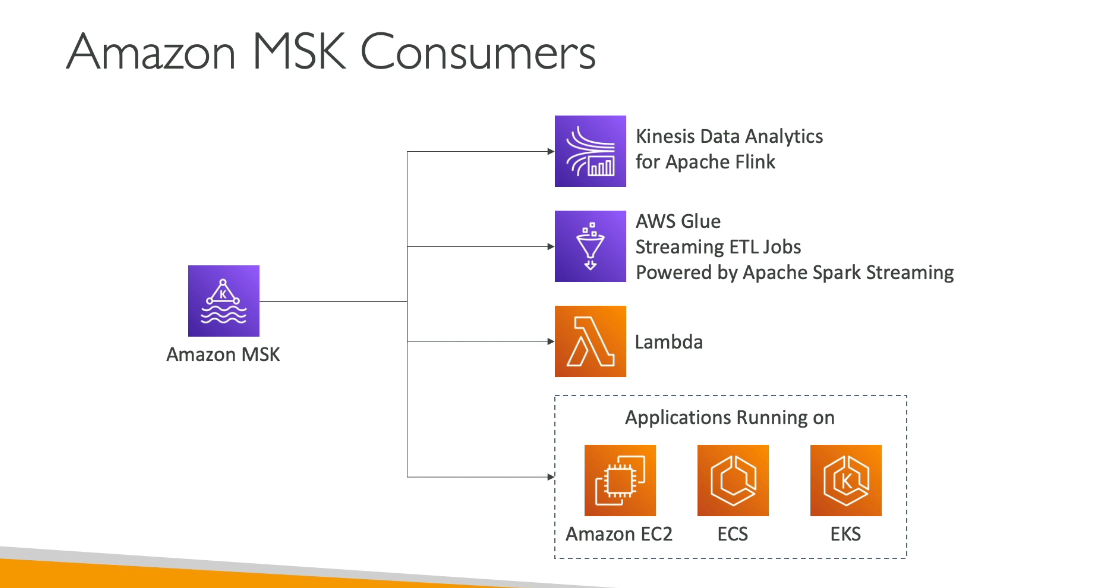 Amazon MSK Consumers
Kinesis Data Analytics
for Apache Flink
AWS Glue
Streaming ETL Jobs
Powered by Apache Spark Streaming
K
Amazon MSK
Lambda
Applications Running on
K
Amazon EC2
ECS
EKS